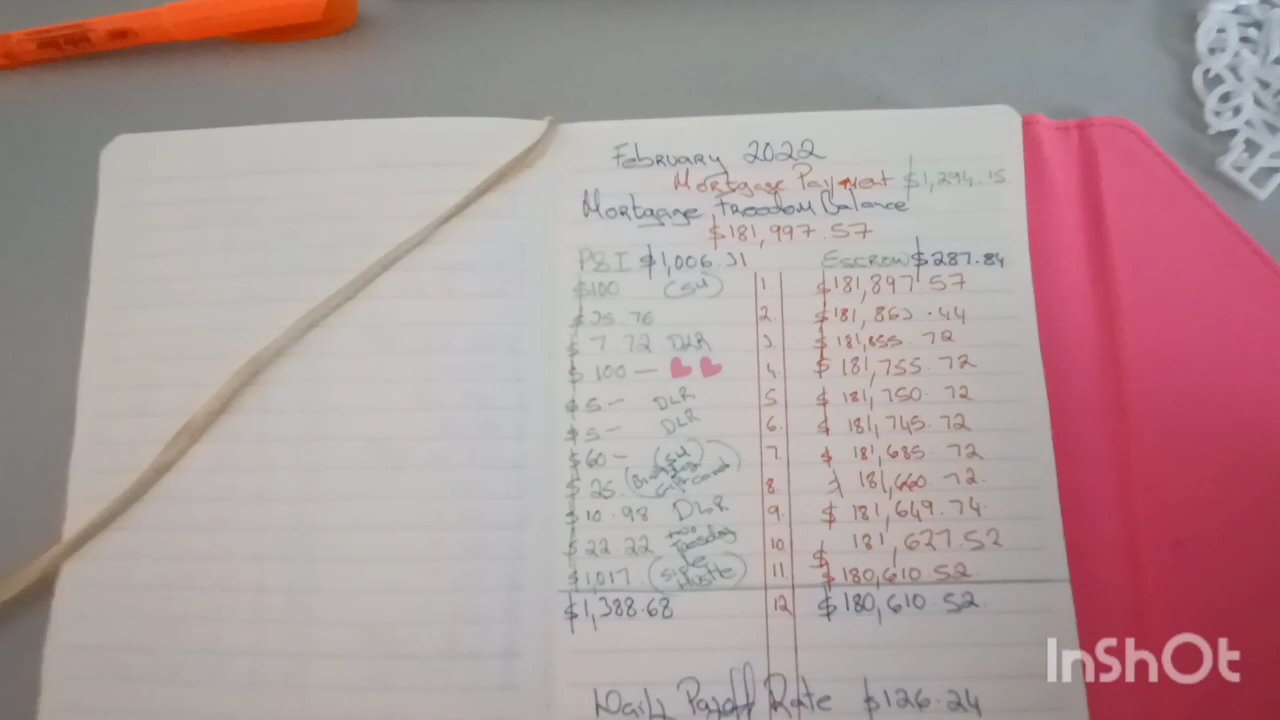 February 2022
Mortgage Payment $1,294.15
Mortgage Freedom Balance
$181,997.57
P&I $1,006.31 Escrow $287.84
$100 (SH) 1. $181,897.57
$35.76 2. $181,863.44
$7.72 DLR 3. $181,855.72
$100— 4. $181,755.72
$5— DLR 5. $181,750.72
$5— DLR 6. $181,745.72
$60— (SH) 7. $181,685.72
$25. Gift Card 8. 181,660.72.
$10.98 DLR 9. $181,649.74.
$22.22 Tuesday 10. $181,627.52
$1,017. (Side Hustle) 11. $180,610.52
$1,388.68 12 $180,610.52.
Daily Payoff Rate $126.24
InShOt